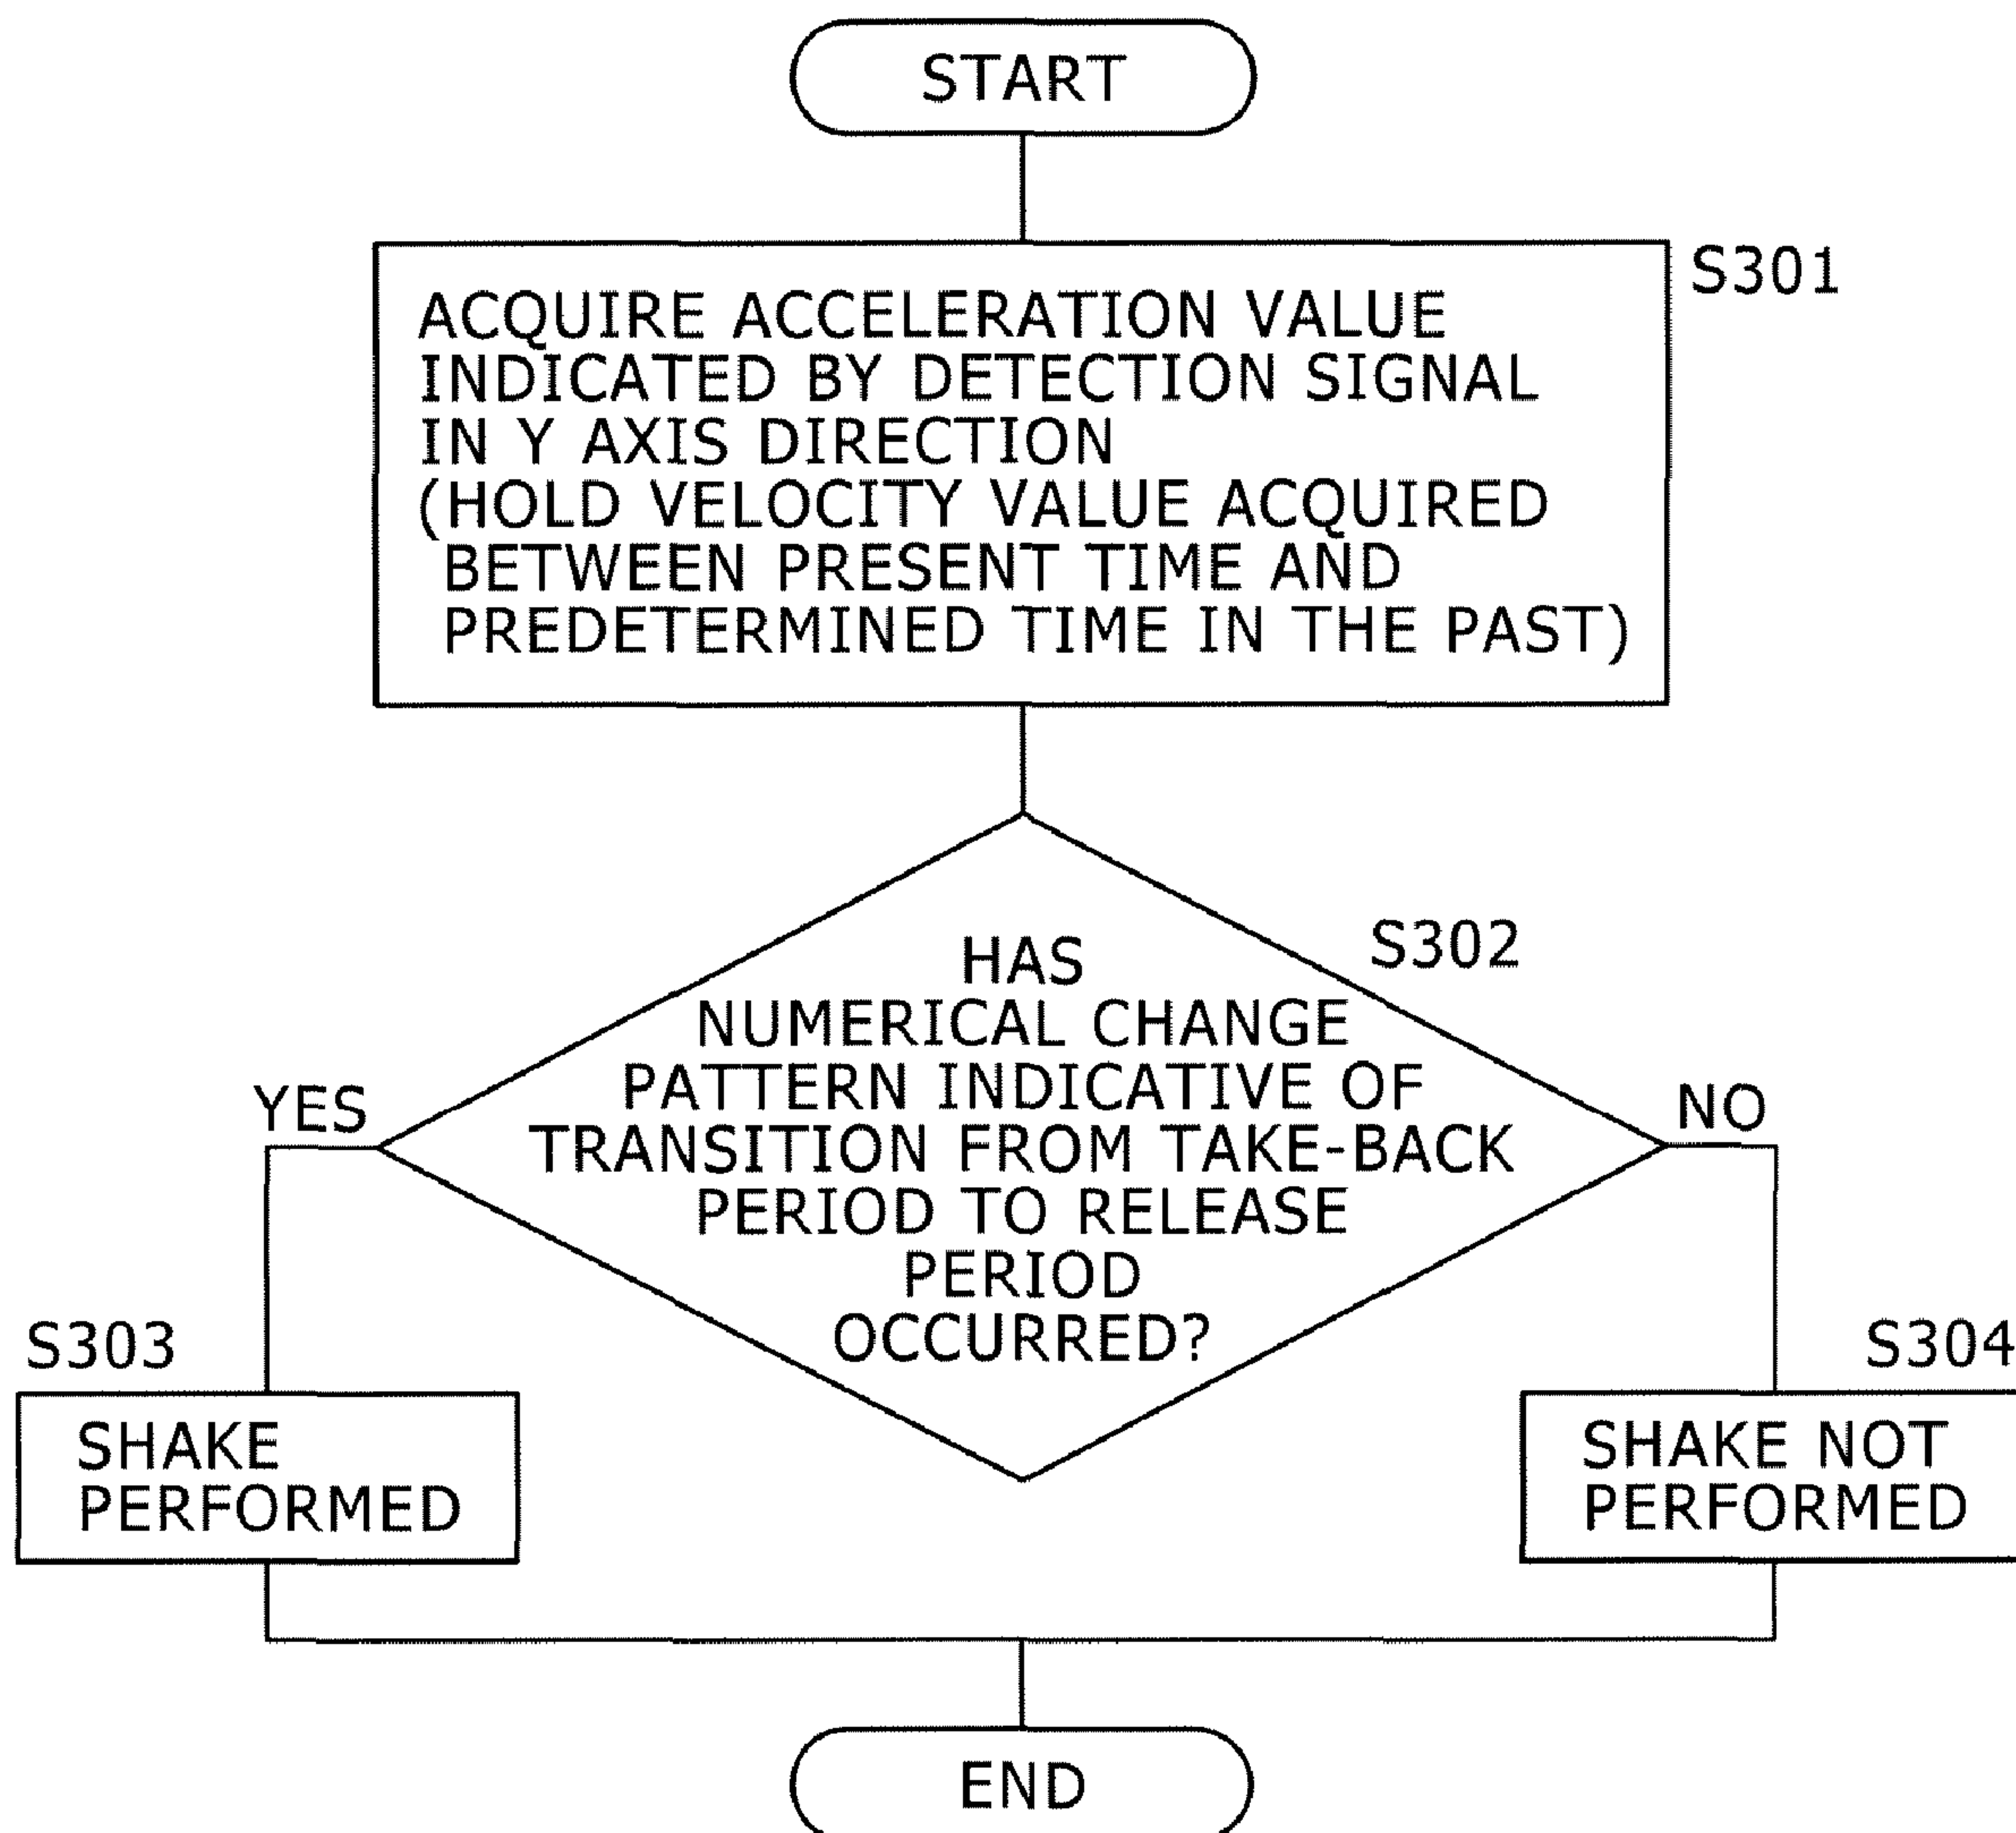 START
S301
ACQUIRE ACCELERATION VALUE
INDICATED BY DETECTION SIGNAL
IN Y AXIS DIRECTION
(HOLD VELOCITY VALUE ACQUIRED
BETWEEN PRESENT TIME AND
PREDETERMINED TIME IN THE PAST)
S302
HAS
NUMERICAL CHANGE
PATTERN INDICATIVE OF
TRANSITION FROM TAKE-BACK
PERIOD TO RELEASE
PERIOD
OCCURRED?
YES
NO
S303
SHAKE
PERFORMED
S304
SHAKE NOT
PERFORMED
END